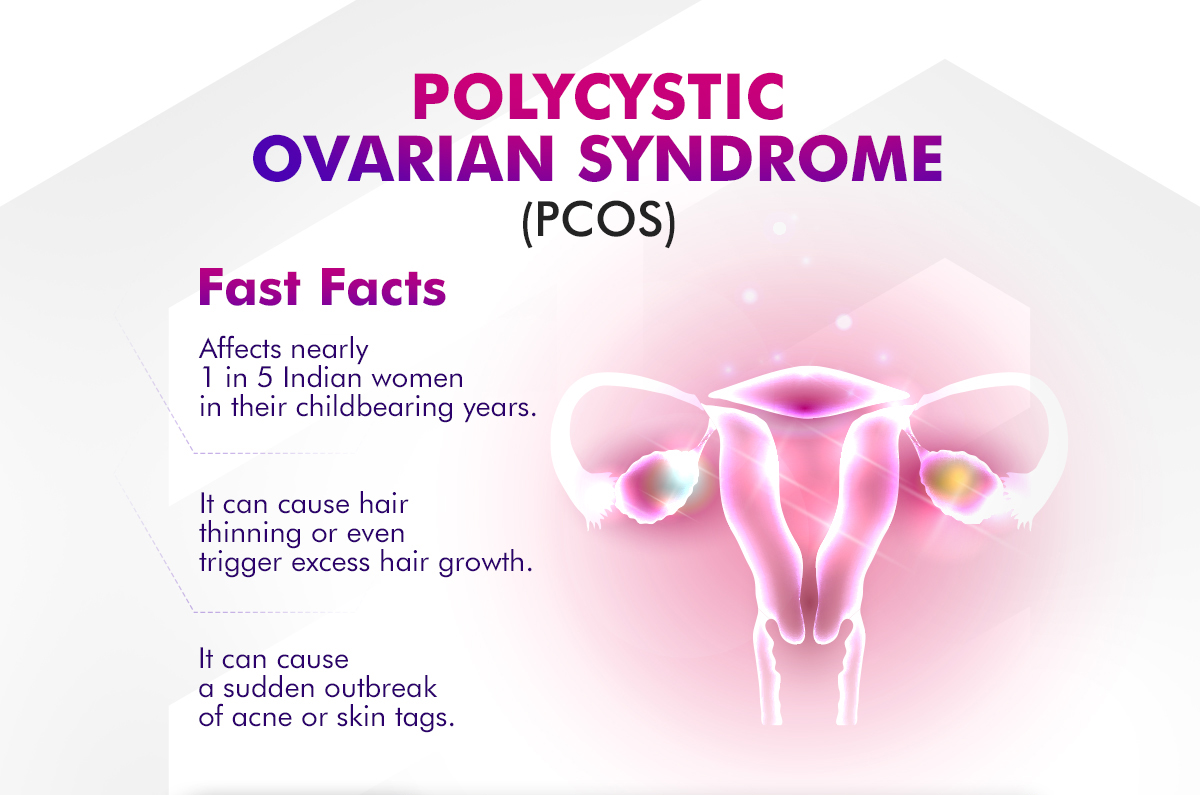 POLYCYSTIC
OVARIAN SYNDROME
(PCOS)
Fast Facts
Affects nearly
1 in 5 Indian women
in their childbearing years.
It can cause hair
thinning or even
trigger excess hair growth.
It can cause
a sudden outbreak
of acne or skin tags.